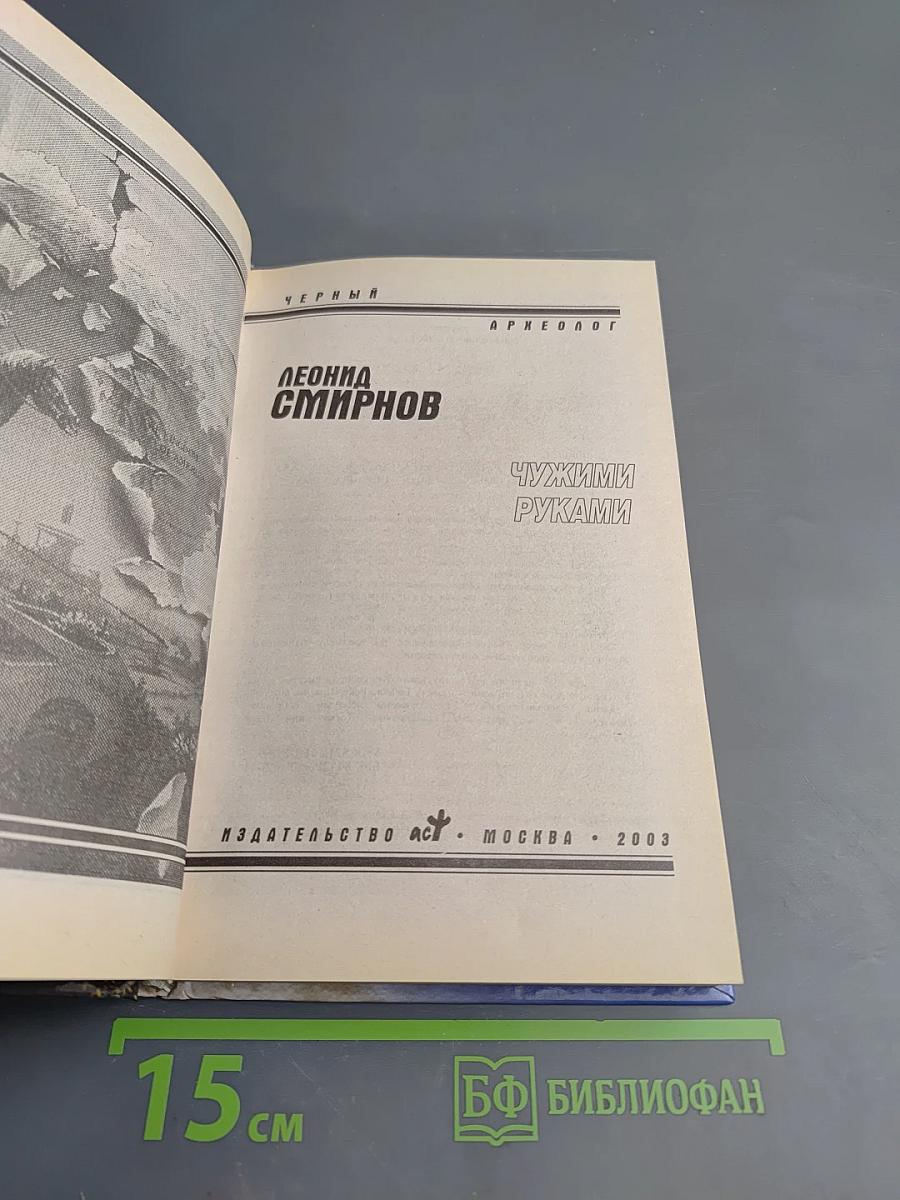 ЧЕРНЫЙ
АРХЕОЛОГ
ЛЕОНИД
СМИРНОВ
ЧУЖИМИ
РУКАМИ
ИЗДАТЕЛЬСТВО аст • МОСКВА • 2003
15 см
БФ БИБЛИОФАН